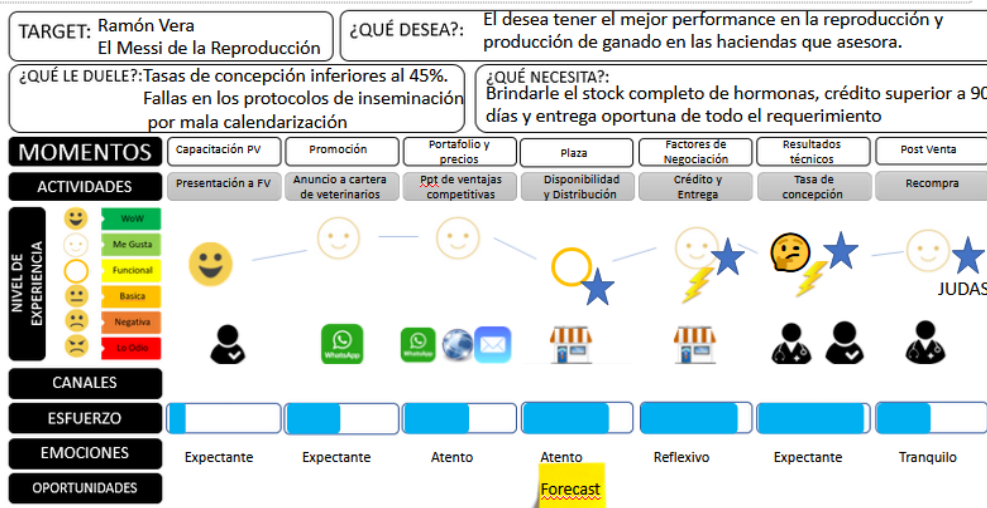 TARGET: Ramón Vera
El Messi de la Reproducción
¿QUÉ DESEA?: El desea tener el mejor performance en la reproducción y
producción de ganado en las haciendas que asesora.
¿QUÉ LE DUELE?:Tasas de concepción inferiores al 45%.
Fallas en los protocolos de inseminación
por mala calendarización
¿QUÉ NECESITA?:
Brindarle el stock completo de hormonas, crédito superior a 90
días y entrega oportuna de todo el requerimiento
MOMENTOS
Capacitación PV
Promoción
Portafolio y
precios
Plaza
Factores de
Negociación
Resultados
técnicos
Post Venta
ACTIVIDADES
Presentación a FV
Anuncio a cartera
de veterinarios
Ppt de ventajas
competitivas
Disponibilidad
y Distribución
Crédito y
Entrega
Tasa de
concepción
Recompra
NIVEL DE
EXPERIENCIA
WoW
Me Gusta
Funcional
Basica
Negativa
Lo Odio
JUDAS
WhatsApp
CANALES
ESFUERZO
EMOCIONES
Expectante
Expectante
Atento
Atento
Reflexivo
Expectante
Tranquilo
OPORTUNIDADES
Forecast